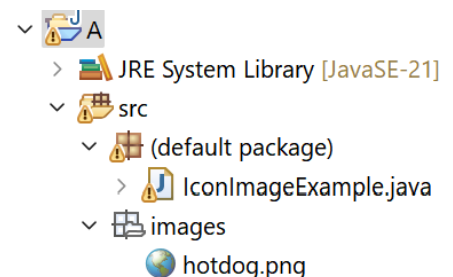 A
JRE System Library [JavaSE-21]
src
(default package)
IconImageExample.java
images
hotdog.png